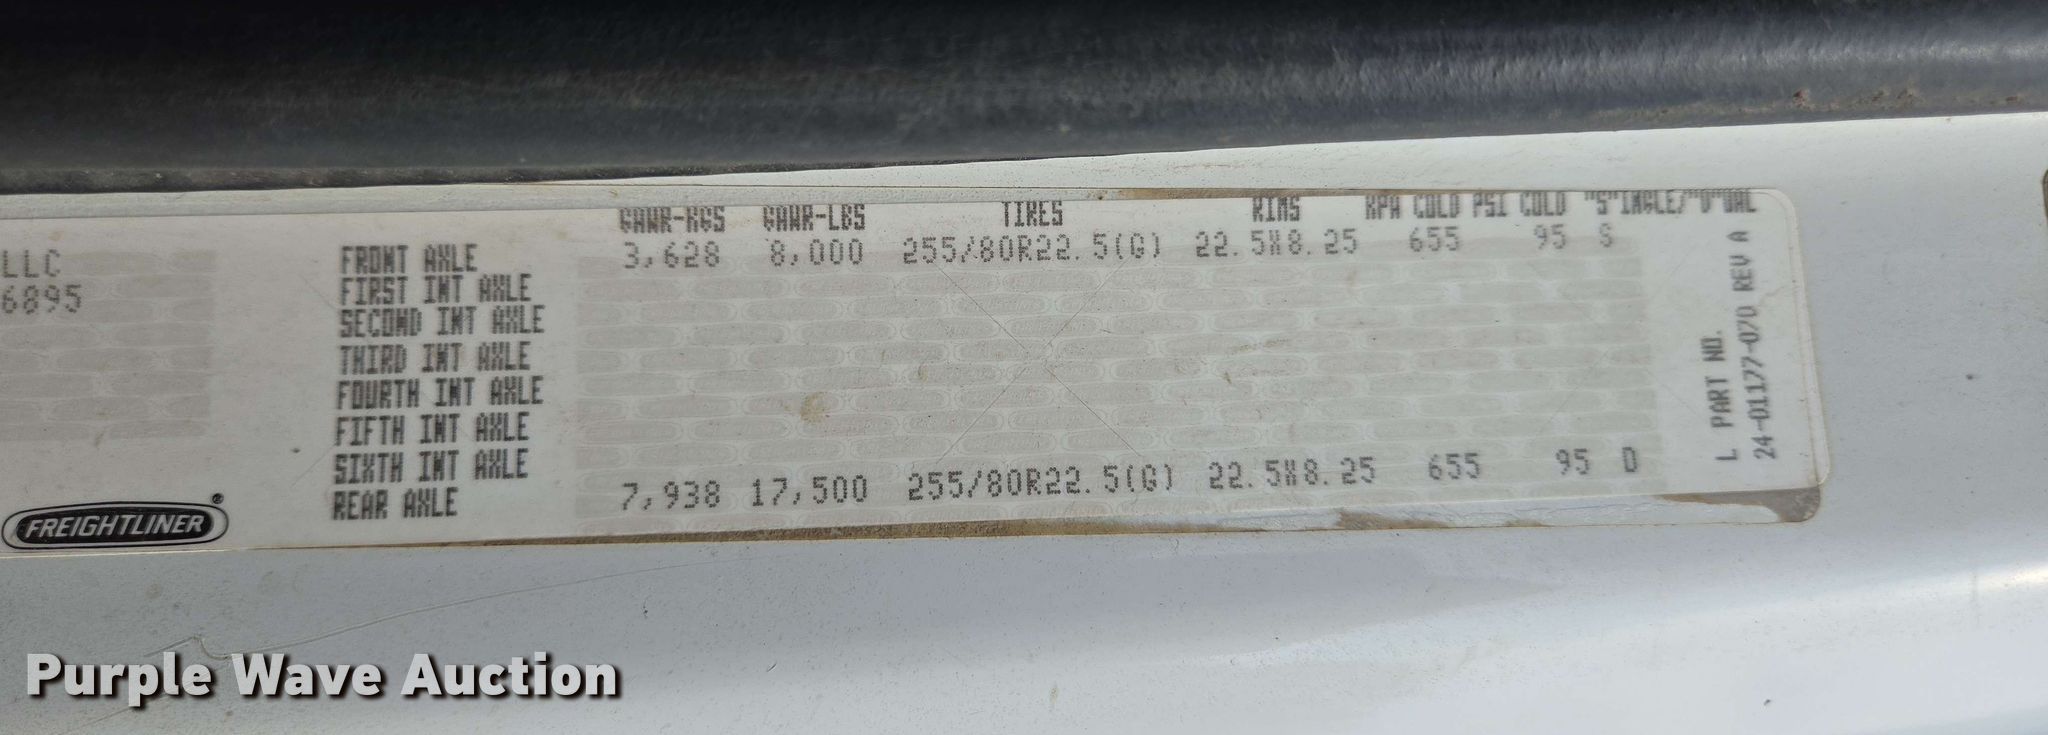 GAWR-KGS GAWR-LBS TIRES RIMS KPA COLD PSI COLD "S"INGLE/"D"UAL
LLC
6895
FRONT AXLE 3,628 8,000 255/80R22.5(G) 22.5X8.25 655 95 S
FIRST INT AXLE
SECOND INT AXLE
THIRD INT AXLE
FOURTH INT AXLE
FIFTH INT AXLE
SIXTH INT AXLE
REAR AXLE 7,938 17,500 255/80R22.5(G) 22.5X8.25 655 95 D
L PART NO.
24-01177-070 REV A
FREIGHTLINER®
Purple Wave Auction